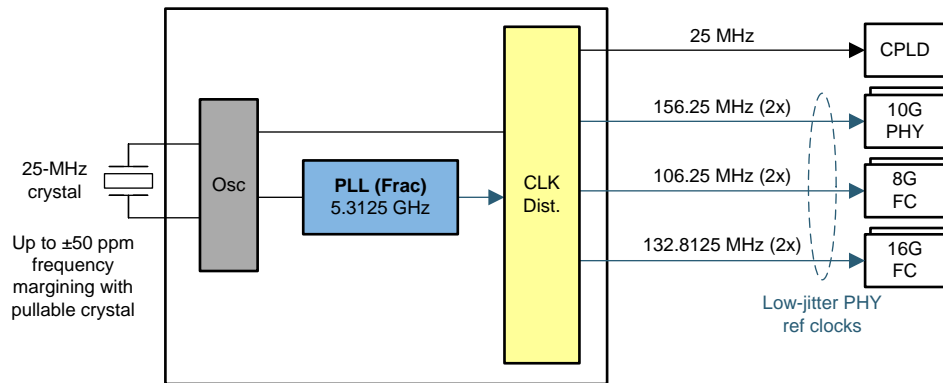 25-MHz
crystal
Up to ±50 ppm
frequency
margining with
pullable crystal
Osc
PLL (Frac)
5.3125 GHz
CLK
Dist.
25 MHz
CPLD
156.25 MHz (2x)
10G
PHY
106.25 MHz (2x)
8G
FC
132.8125 MHz (2x)
16G
FC
Low-jitter PHY
ref clocks